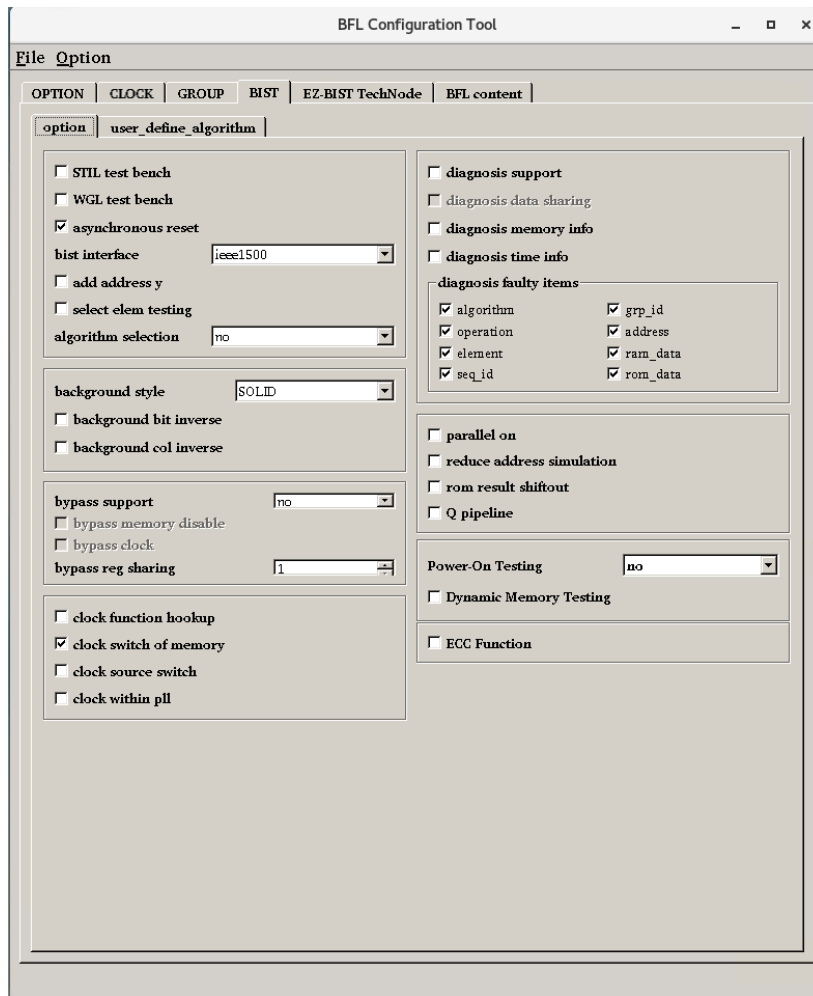 BFL Configuration Tool
File Option
OPTION CLOCK GROUP BIST EZ-BIST TechNode BFL content
option user_define_algorithm
STIL test bench
WGL test bench
asynchronous reset
bist interface ieee1500
add address y
select elem testing
algorithm selection no
background style SOLID
background bit inverse
background col inverse
bypass support no
bypass memory disable
bypass clock
bypass reg sharing 1
clock function hookup
clock switch of memory
clock source switch
clock within pll
diagnosis support
diagnosis data sharing
diagnosis memory info
diagnosis time info
diagnosis faulty items
algorithm grp_id
operation address
element ram_data
seq_id rom_data
parallel on
reduce address simulation
rom result shiftout
Q pipeline
Power-On Testing no
Dynamic Memory Testing
ECC Function